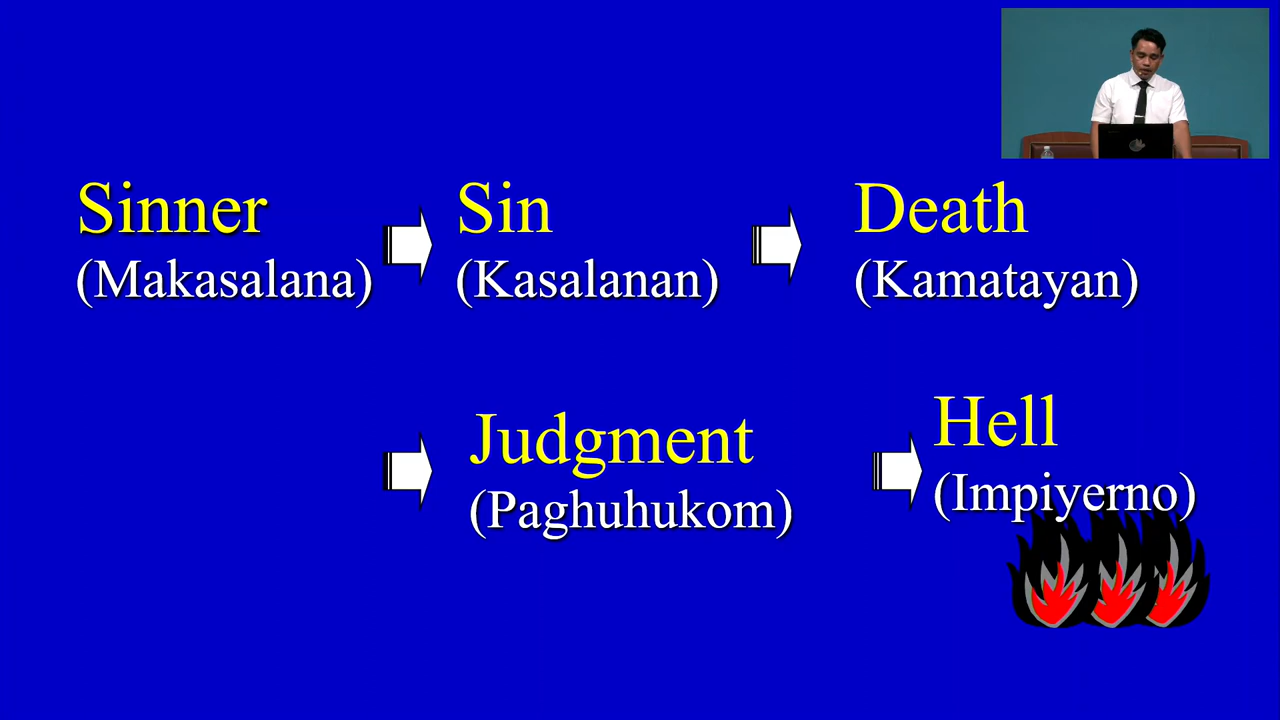 Sinner
(Makasalana)
Sin
(Kasalanan)
Death
(Kamatayan)
Judgment
(Paghuhukom)
Hell
(Impiyerno)